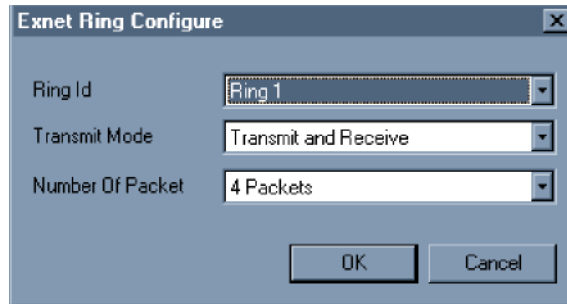 Exnet Ring Configure
Ring Id Ring 1
Transmit Mode Transmit and Receive
Number Of Packet 4 Packets
OK Cancel